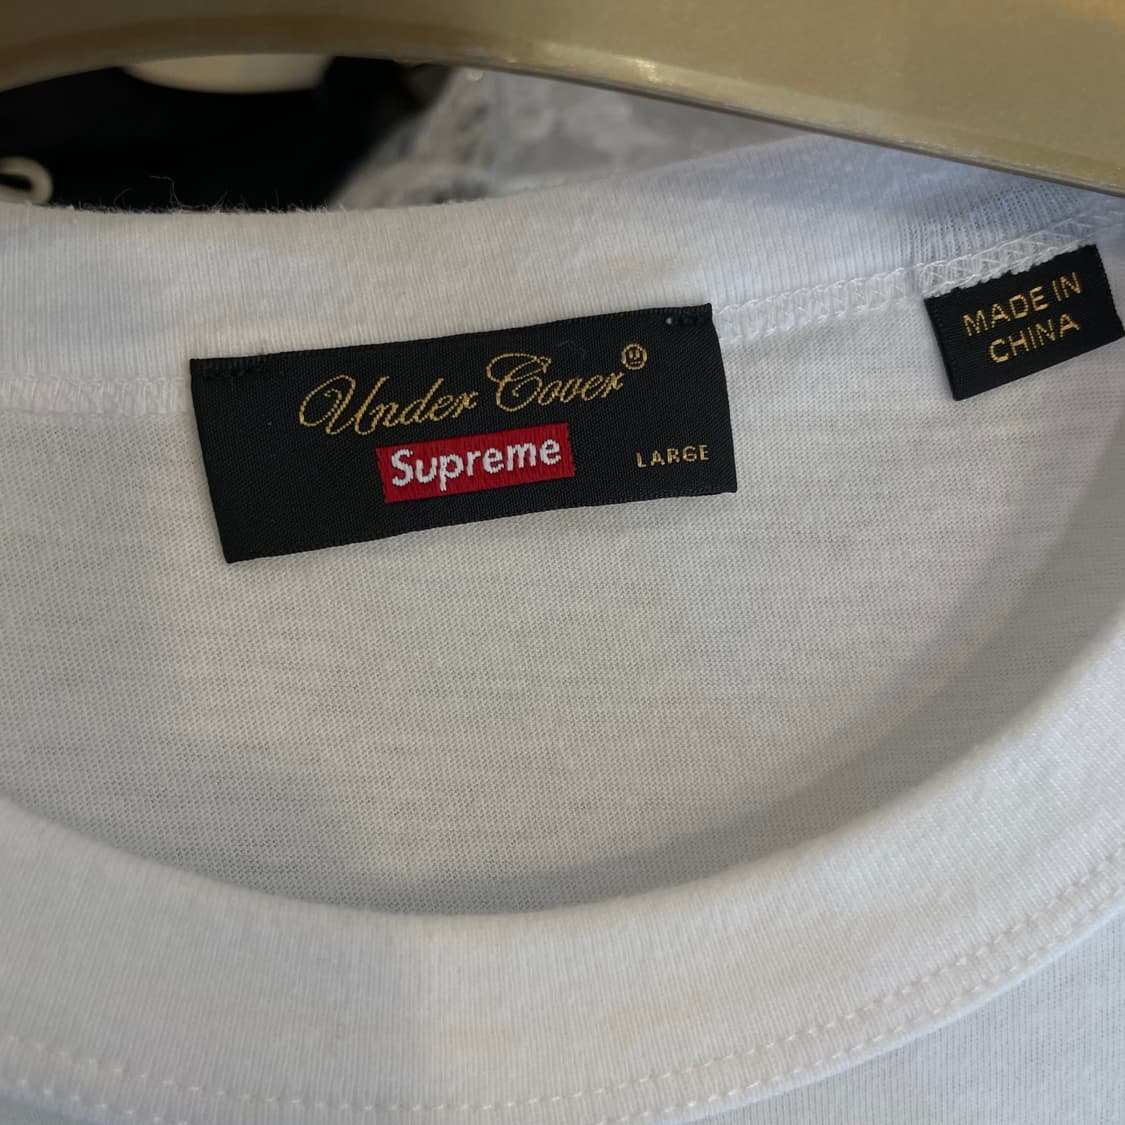 Under Cover
Supreme
LARGE
MADE IN
CHINA